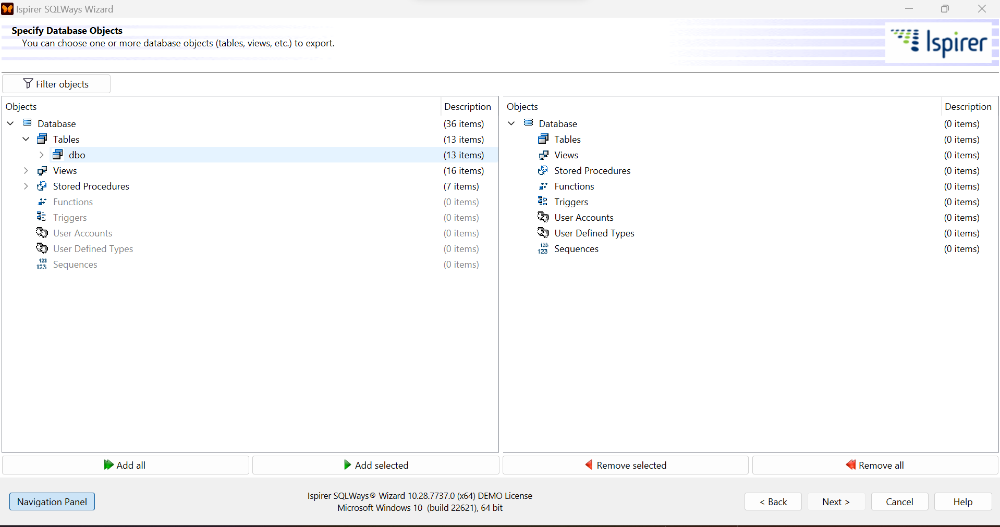 Ispirer SQLWays Wizard
Specify Database Objects
You can choose one or more database objects (tables, views, etc.) to export.
Ispirer
Filter objects
Objects Description
Database (36 items)
Tables (13 items)
dbo (13 items)
Views (16 items)
Stored Procedures (7 items)
Functions (0 items)
Triggers (0 items)
User Accounts (0 items)
User Defined Types (0 items)
123
123 Sequences (0 items)
Objects Description
Database (0 items)
Tables (0 items)
Views (0 items)
Stored Procedures (0 items)
Functions (0 items)
Triggers (0 items)
User Accounts (0 items)
User Defined Types (0 items)
123
123 Sequences (0 items)
Add all
Add selected
Remove selected
Remove all
Navigation Panel
Ispirer SQLWays® Wizard 10.28.7737.0 (x64) DEMO License
Microsoft Windows 10 (build 22621), 64 bit
< Back
Next >
Cancel
Help